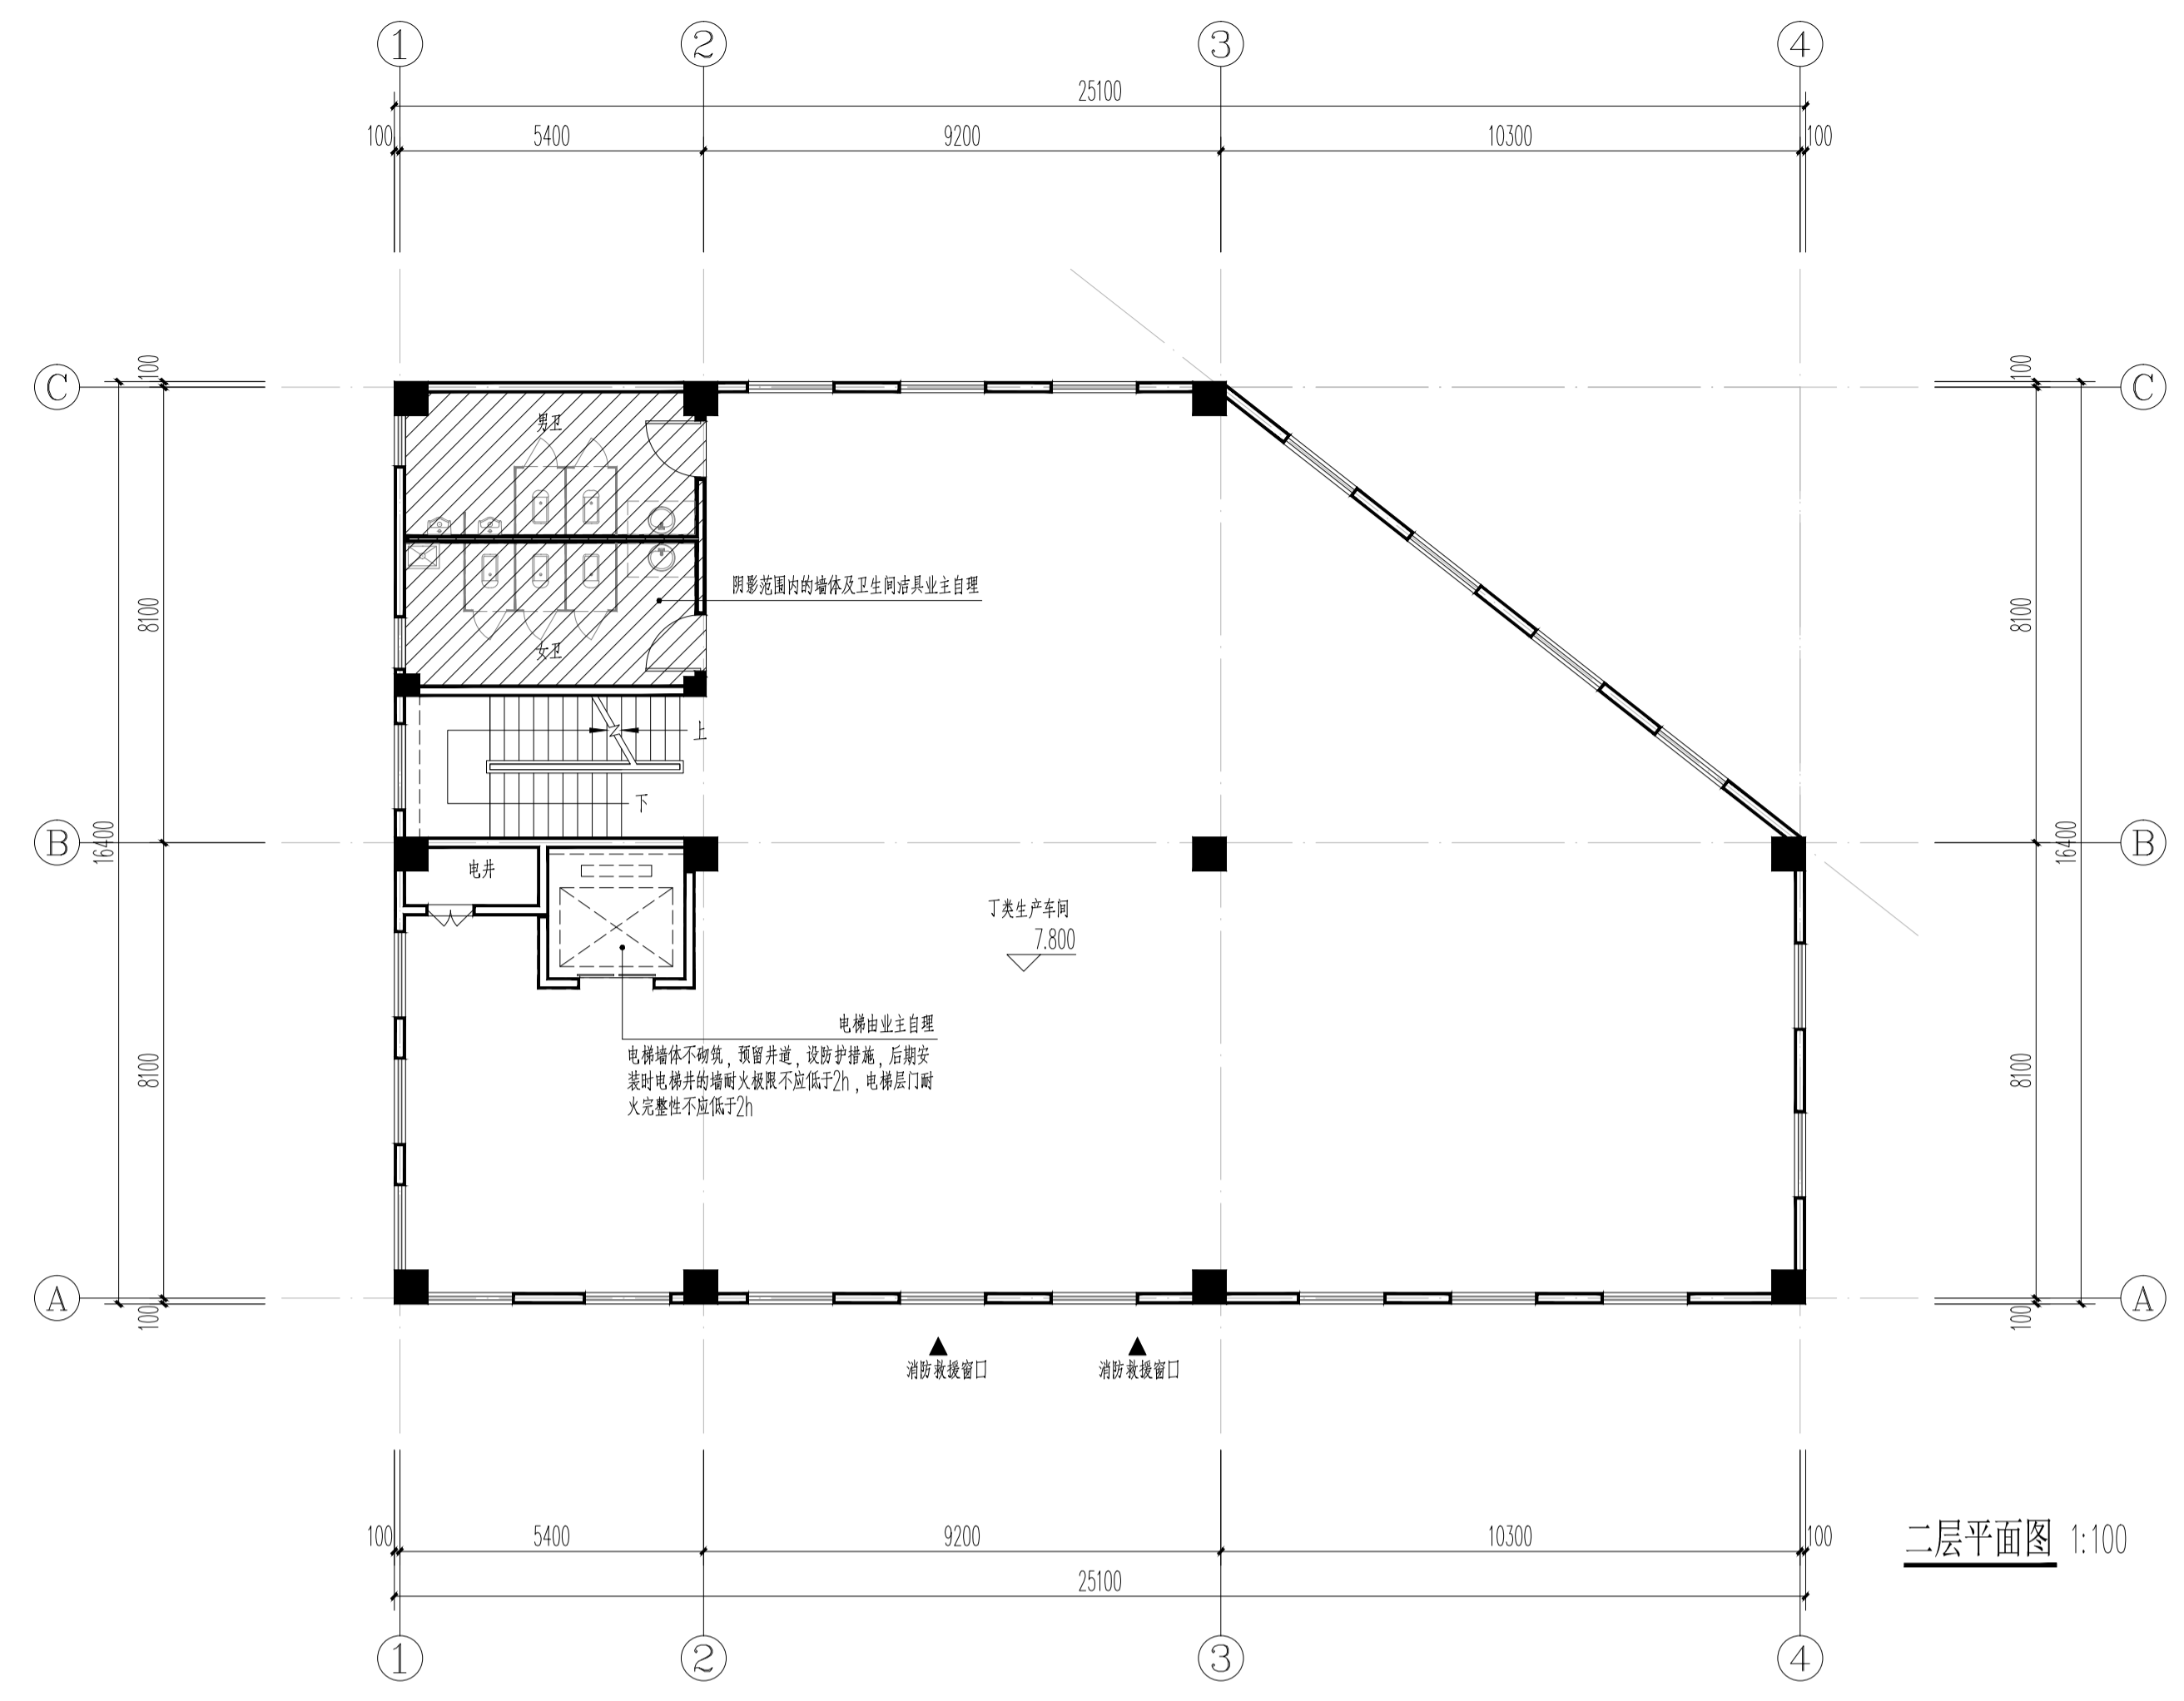 1 2 3 4
25100
100 5400 9200 10300 100
C 100 100 C
男卫
阴影范围内的墙体及卫生间洁具业主自理
8100 8100
女卫
上
下
B 16400 16400 B
电井
丁类生产车间
7.800
电梯由业主自理
电梯墙体不砌筑，预留井道，设防护措施，后期安
装时电梯井的墙耐火极限不应低于2h，电梯层门耐
火完整性不应低于2h
8100 8100
A 100 100 A
消防救援窗口 消防救援窗口
100 5400 9200 10300 100
二层平面图 1:100
25100
1 2 3 4